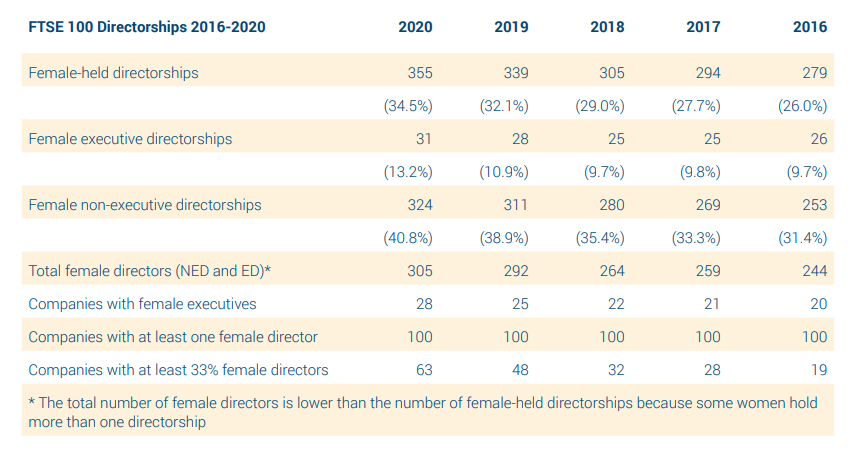 FTSE 100 Directorships 2016-2020 2020 2019 2018 2017 2016
Female-held directorships 355 339 305 294 279
(34.5%) (32.1%) (29.0%) (27.7%) (26.0%)
Female executive directorships 31 28 25 25 26
(13.2%) (10.9%) (9.7%) (9.8%) (9.7%)
Female non-executive directorships 324 311 280 269 253
(40.8%) (38.9%) (35.4%) (33.3%) (31.4%)
Total female directors (NED and ED)* 305 292 264 259 244
Companies with female executives 28 25 22 21 20
Companies with at least one female director 100 100 100 100 100
Companies with at least 33% female directors 63 48 32 28 19
* The total number of female directors is lower than the number of female-held directorships because some women hold
more than one directorship